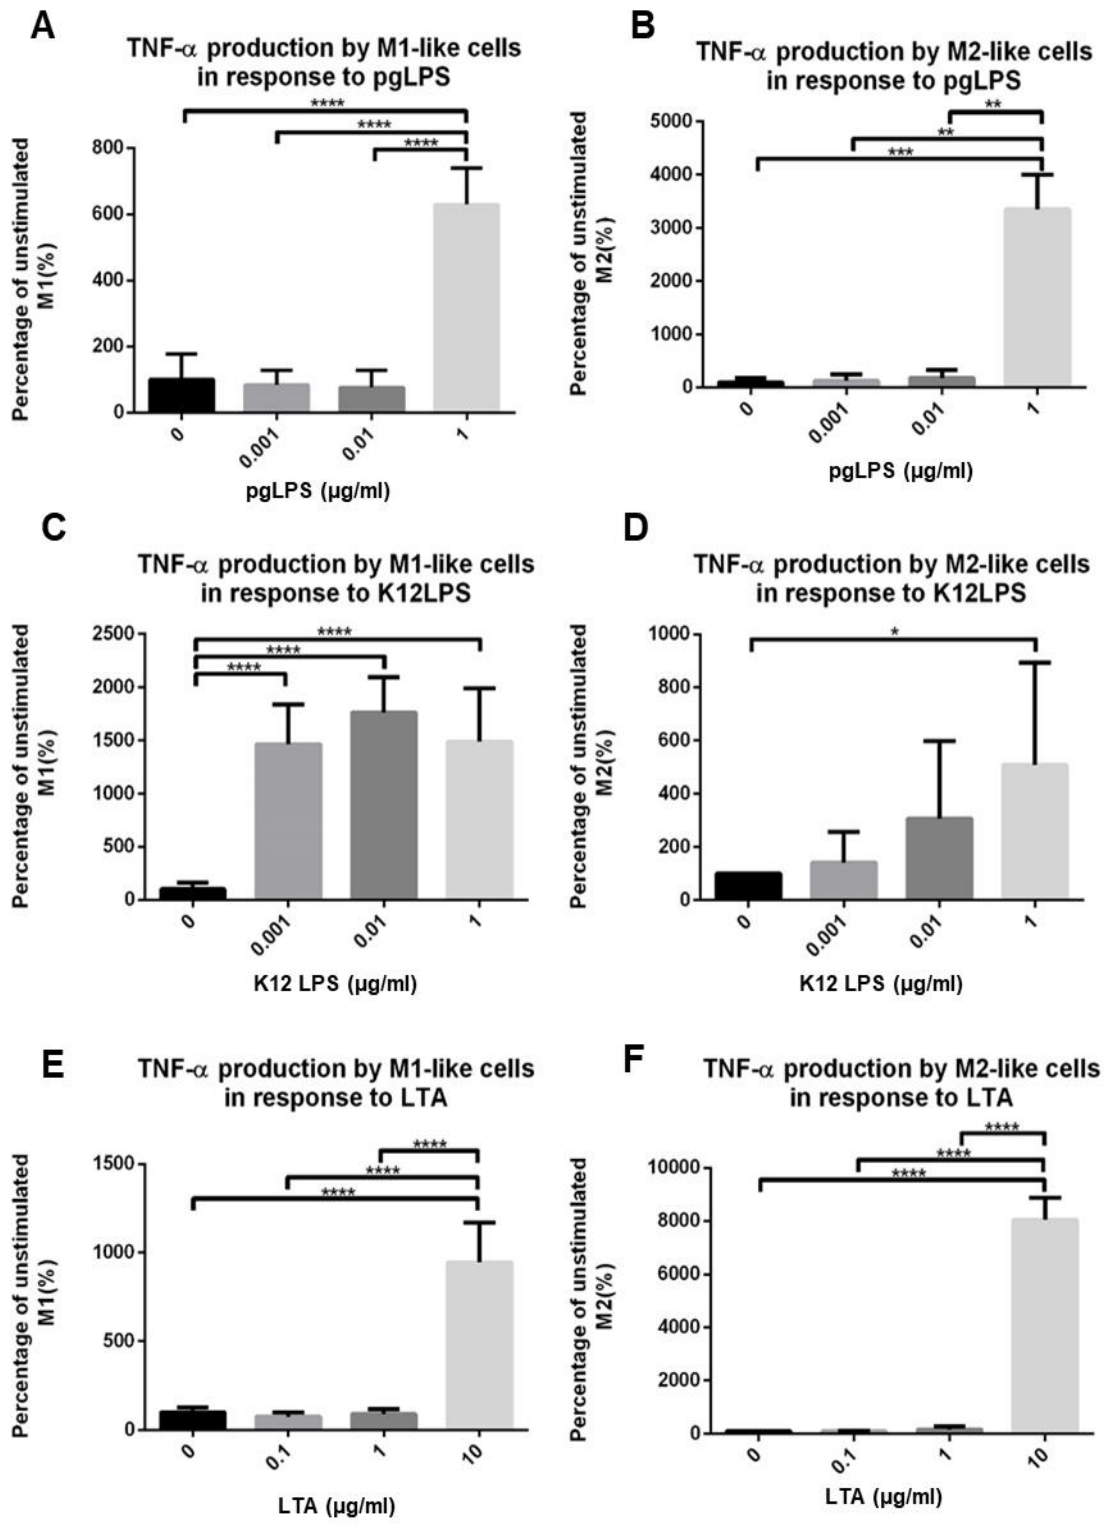 A
TNF-α production by M1-like cells
in response to pgLPS
****
****
****
Percentage of unstimulated
M1(%)
800
600
400
200
0
0
0.001
0.01
1
pgLPS (µg/ml)
B
TNF-α production by M2-like cells
in response to pgLPS
**
**
***
Percentage of unstimulated
M2(%)
5000
4000
3000
2000
1000
0
0
0.001
0.01
1
pgLPS (µg/ml)
C
TNF-α production by M1-like cells
in response to K12LPS
****
****
****
Percentage of unstimulated
M1(%)
2500
2000
1500
1000
500
0
0
0.001
0.01
1
K12 LPS (µg/ml)
D
TNF-α production by M2-like cells
in response to K12LPS
*
Percentage of unstimulated
M2(%)
1000
800
600
400
200
0
0
0.001
0.01
1
K12 LPS (µg/ml)
E
TNF-α production by M1-like cells
in response to LTA
****
****
****
Percentage of unstimulated
M1(%)
1500
1000
500
0
0
0.1
1
10
LTA (µg/ml)
F
TNF-α production by M2-like cells
in response to LTA
****
****
****
Percentage of unstimulated
M2(%)
10000
8000
6000
4000
2000
0
0
0.1
1
10
LTA (µg/ml)